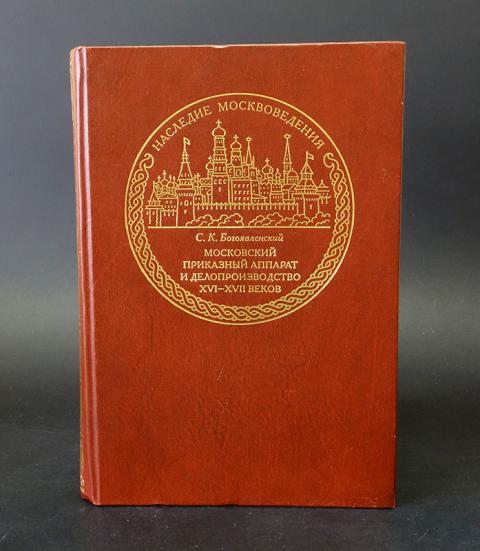 НАСЛЕДИЕ МОСКВОВЕДЕНИЯ
С. К. Богоявленский
МОСКОВСКИЙ
ПРИКАЗНЫЙ АППАРАТ
И ДЕЛОПРОИЗВОДСТВО
XVI–XVII ВЕКОВ